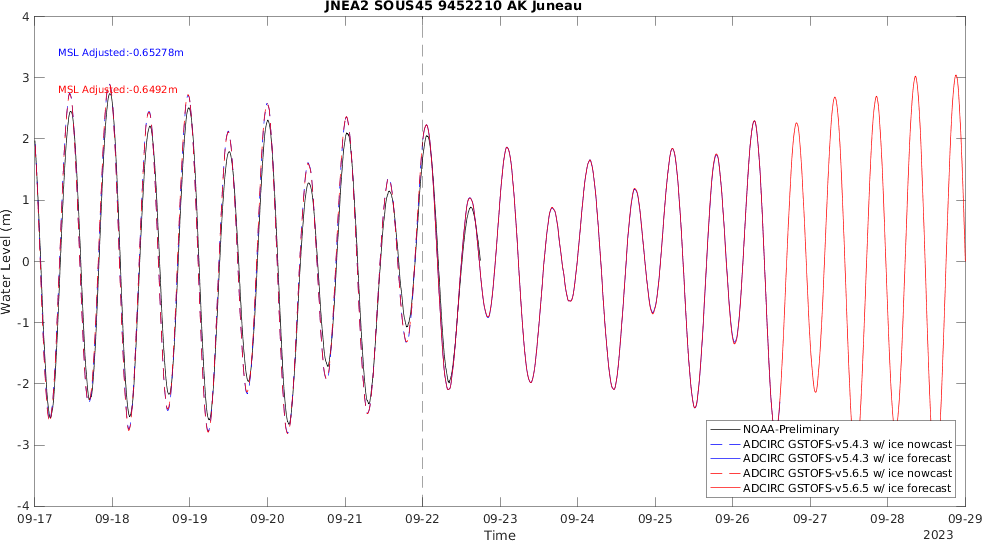 JNEA2 SOUS45 9452210 AK Juneau
MSL Adjusted:-0.65278m
MSL Adjusted:-0.6492m
Water Level (m)
4
3
2
1
0
-1
-2
-3
-4
NOAA-Preliminary
ADCIRC GSTOFS-v5.4.3 w/ ice nowcast
ADCIRC GSTOFS-v5.4.3 w/ ice forecast
ADCIRC GSTOFS-v5.6.5 w/ ice nowcast
ADCIRC GSTOFS-v5.6.5 w/ ice forecast
09-17 09-18 09-19 09-20 09-21 09-22 09-23 09-24 09-25 09-26 09-27 09-28 09-29
Time
2023